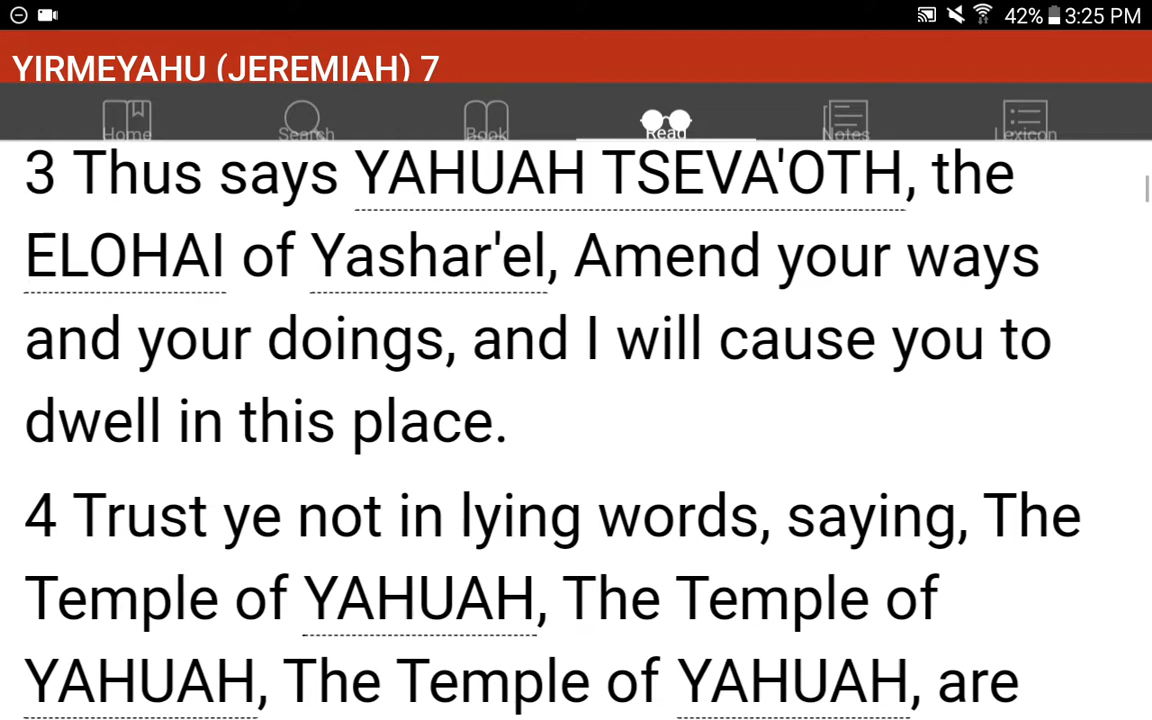 42% 3:25 PM
YIRMEYAHU (JEREMIAH) 7
Home Search Book Read Notes Lexicon
3 Thus says YAHUAH TSEVA'OTH, the
ELOHAI of Yashar'el, Amend your ways
and your doings, and I will cause you to
dwell in this place.
4 Trust ye not in lying words, saying, The
Temple of YAHUAH, The Temple of
YAHUAH, The Temple of YAHUAH, are